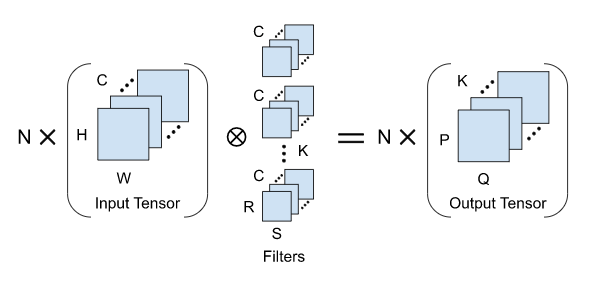 N × ( C H W Input Tensor )
⊗
C
C
K
C
R
S
Filters
= N × ( K P Q Output Tensor )